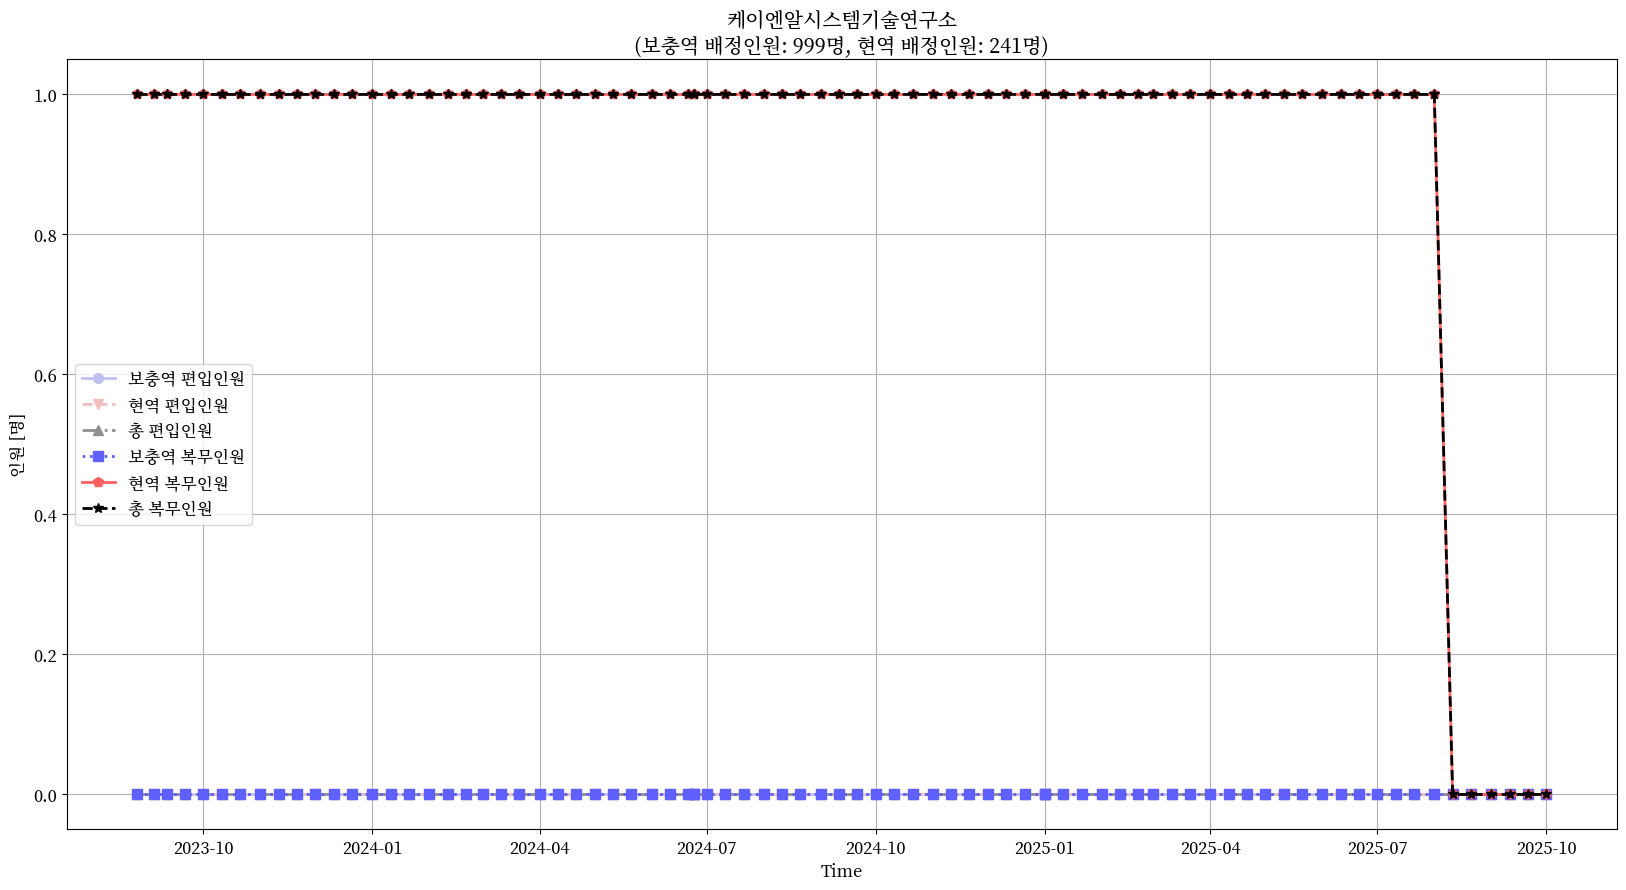 케이엔알시스템기술연구소
(보충역 배정인원: 999명, 현역 배정인원: 241명)
1.0
0.8
0.6
0.4
0.2
0.0
인원 [명]
보충역 편입인원
현역 편입인원
총 편입인원
보충역 복무인원
현역 복무인원
총 복무인원
2023-10
2024-01
2024-04
2024-07
2024-10
2025-01
2025-04
2025-07
2025-10
Time